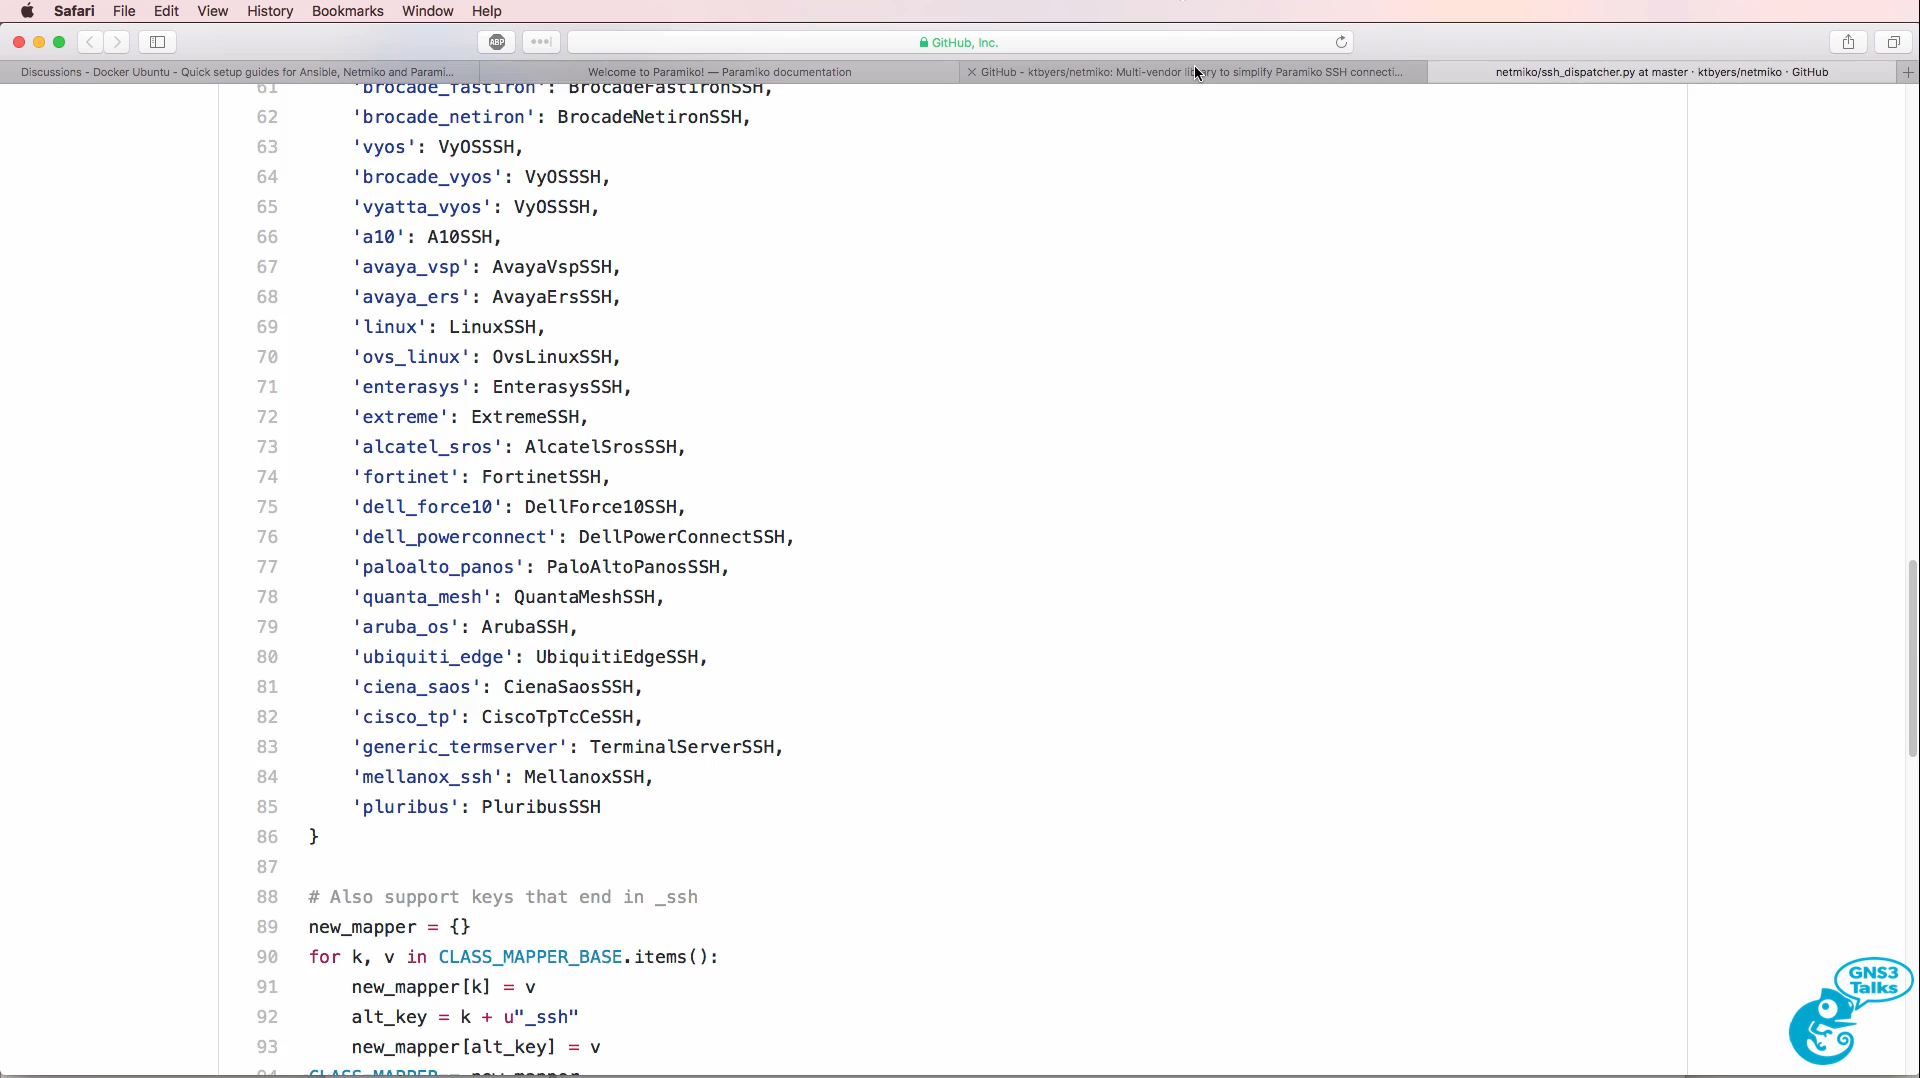 Safari File Edit View History Bookmarks Window Help
ABP
GitHub, Inc.
Discussions - Docker Ubuntu - Quick setup guides for Ansible, Netmiko and Parami...
Welcome to Paramiko! — Paramiko documentation
GitHub - ktbyers/netmiko: Multi-vendor library to simplify Paramiko SSH connecti...
netmiko/ssh_dispatcher.py at master · ktbyers/netmiko · GitHub
61 'brocade_fastiron': BrocadeFastironSSH,
62 'brocade_netiron': BrocadeNetironSSH,
63 'vyos': VyOSSSH,
64 'brocade_vyos': VyOSSSH,
65 'vyatta_vyos': VyOSSSH,
66 'a10': A10SSH,
67 'avaya_vsp': AvayaVspSSH,
68 'avaya_ers': AvayaErsSSH,
69 'linux': LinuxSSH,
70 'ovs_linux': OvsLinuxSSH,
71 'enterasys': EnterasysSSH,
72 'extreme': ExtremeSSH,
73 'alcatel_sros': AlcatelSrosSSH,
74 'fortinet': FortinetSSH,
75 'dell_force10': DellForce10SSH,
76 'dell_powerconnect': DellPowerConnectSSH,
77 'paloalto_panos': PaloAltoPanosSSH,
78 'quanta_mesh': QuantaMeshSSH,
79 'aruba_os': ArubaSSH,
80 'ubiquiti_edge': UbiquitiEdgeSSH,
81 'ciena_saos': CienaSaosSSH,
82 'cisco_tp': CiscoTpTcCeSSH,
83 'generic_termserver': TerminalServerSSH,
84 'mellanox_ssh': MellanoxSSH,
85 'pluribus': PluribusSSH
86 }
87
88 # Also support keys that end in _ssh
89 new_mapper = {}
90 for k, v in CLASS_MAPPER_BASE.items():
91 new_mapper[k] = v
92 alt_key = k + u"_ssh"
93 new_mapper[alt_key] = v
94 CLASS_MAPPER = new_mapper
GNS3
Talks